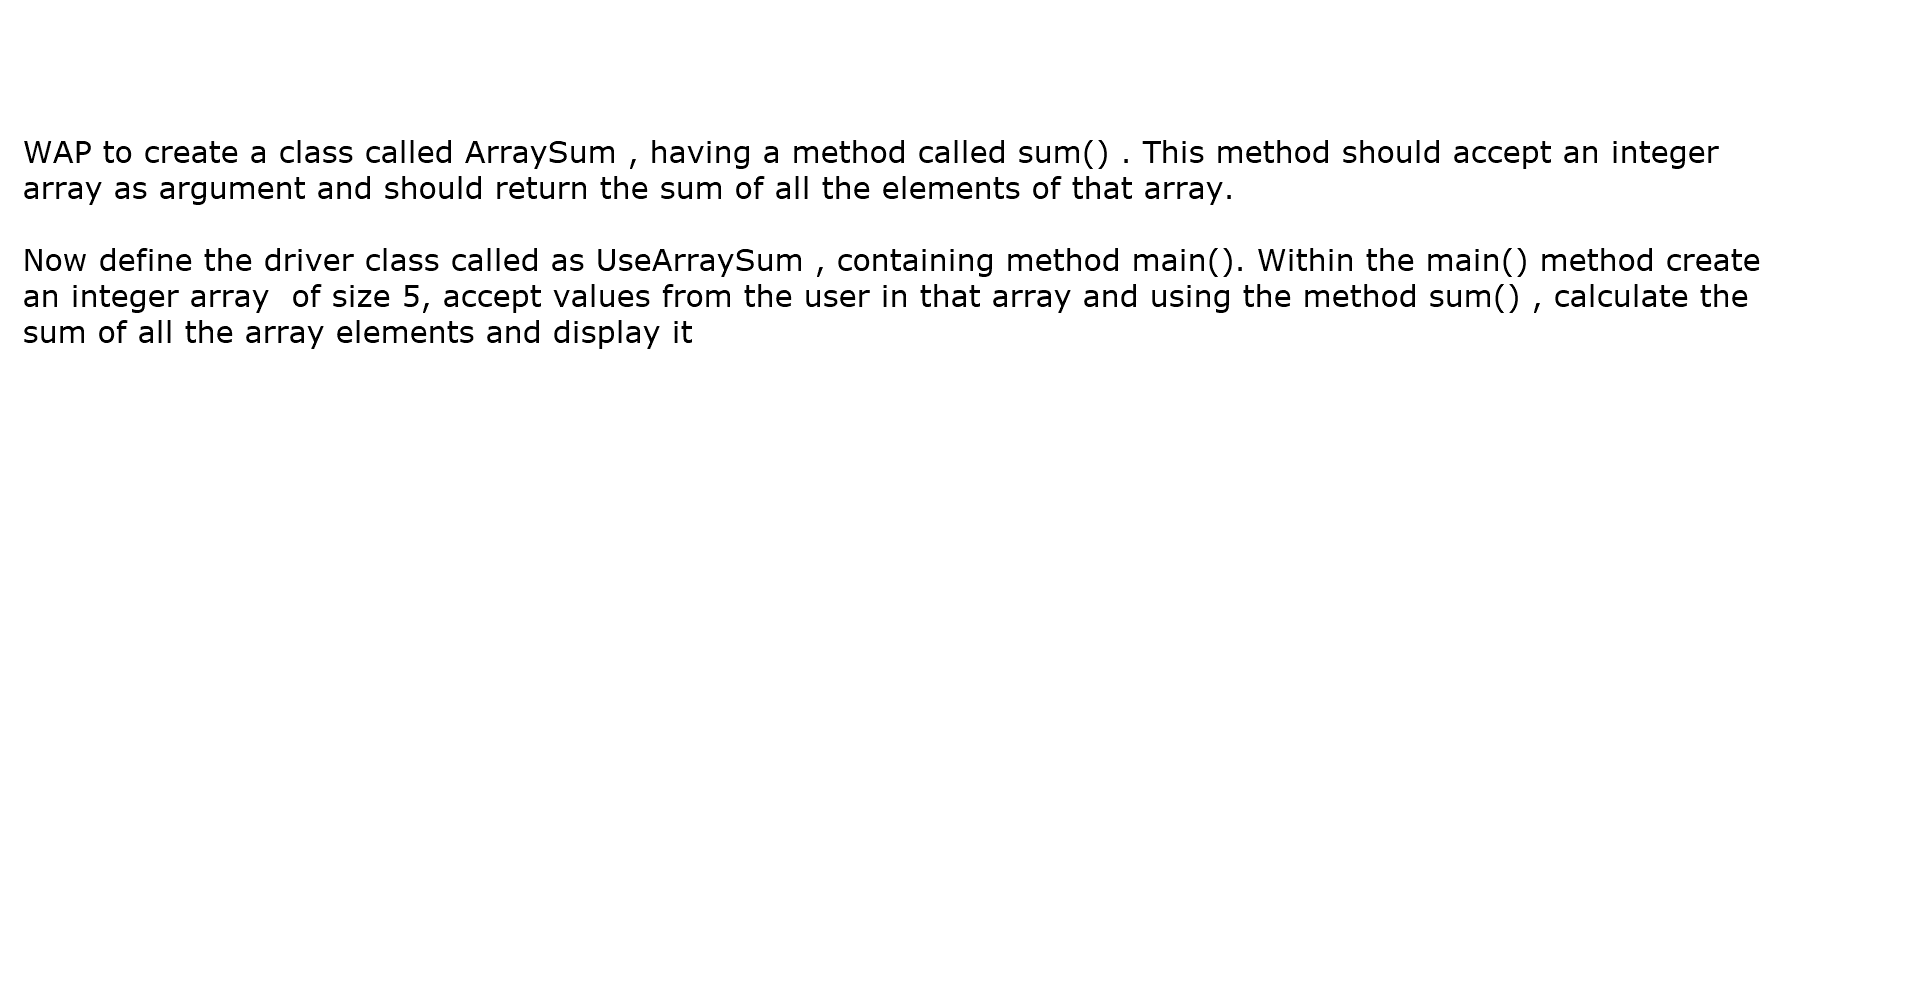 WAP to create a class called ArraySum , having a method called sum() . This method should accept an integer
array as argument and should return the sum of all the elements of that array.
Now define the driver class called as UseArraySum , containing method main(). Within the main() method create
an integer array  of size 5, accept values from the user in that array and using the method sum() , calculate the
sum of all the array elements and display it